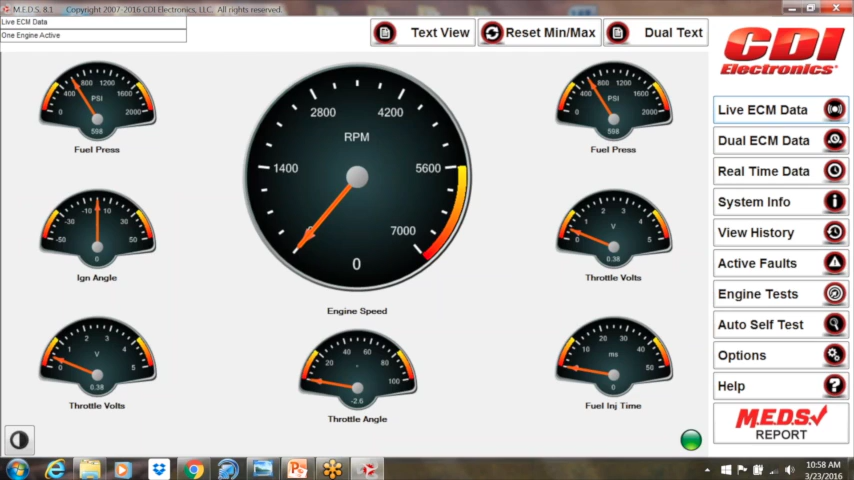 M.E.D.S. 8.1 Copyright 2007-2016 CDI Electronics, LLC. All rights reserved.
Live ECM Data
One Engine Active
Text View
Reset Min/Max
Dual Text
CDI
Electronics
Live ECM Data
Dual ECM Data
Real Time Data
System Info
View History
Active Faults
Engine Tests
Auto Self Test
Options
Help
M.E.D.S.
REPORT
0 400 800 1200 1600 2000
PSI
598
Fuel Press
0 1400 2800 4200 5600 7000
RPM
0
Engine Speed
0 400 800 1200 1600 2000
PSI
598
Fuel Press
-50 -30 -10 10 30 50
0
Ign Angle
0 1 2 3 4 5
V
0.38
Throttle Volts
0 1 2 3 4 5
V
0.38
Throttle Volts
20 40 60 80 100
-2.6
Throttle Angle
10 20 30 40 50
ms
Fuel Inj Time
10:58 AM
3/23/2016